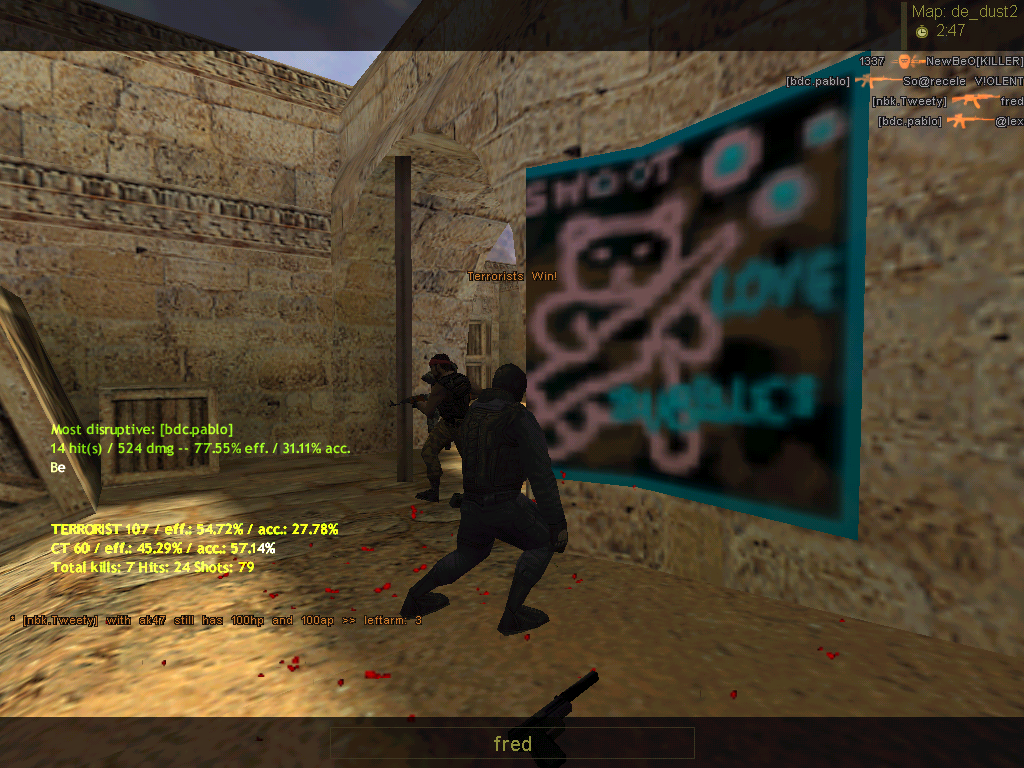 Map: de_dust2
2:47
1337 NewBeO[KILLER]
[bdc.pablo] So@recele V!OLENT
[nbk.Tweety] fred
[bdc.pablo] @lex
SHOOT
LOVE
BUBBLES
Terrorists Win!
Most disruptive: [bdc.pablo]
14 hit(s) / 524 dmg -- 77.55% eff. / 31.11% acc.
Be
TERRORIST 107 / eff.: 54.72% / acc.: 27.78%
CT 60 / eff.: 45.29% / acc.: 57.14%
Total kills: 7 Hits: 24 Shots: 79
* [nbk.Tweety] with ak47 still has 100hp and 100ap >> leftarm: 3
fred